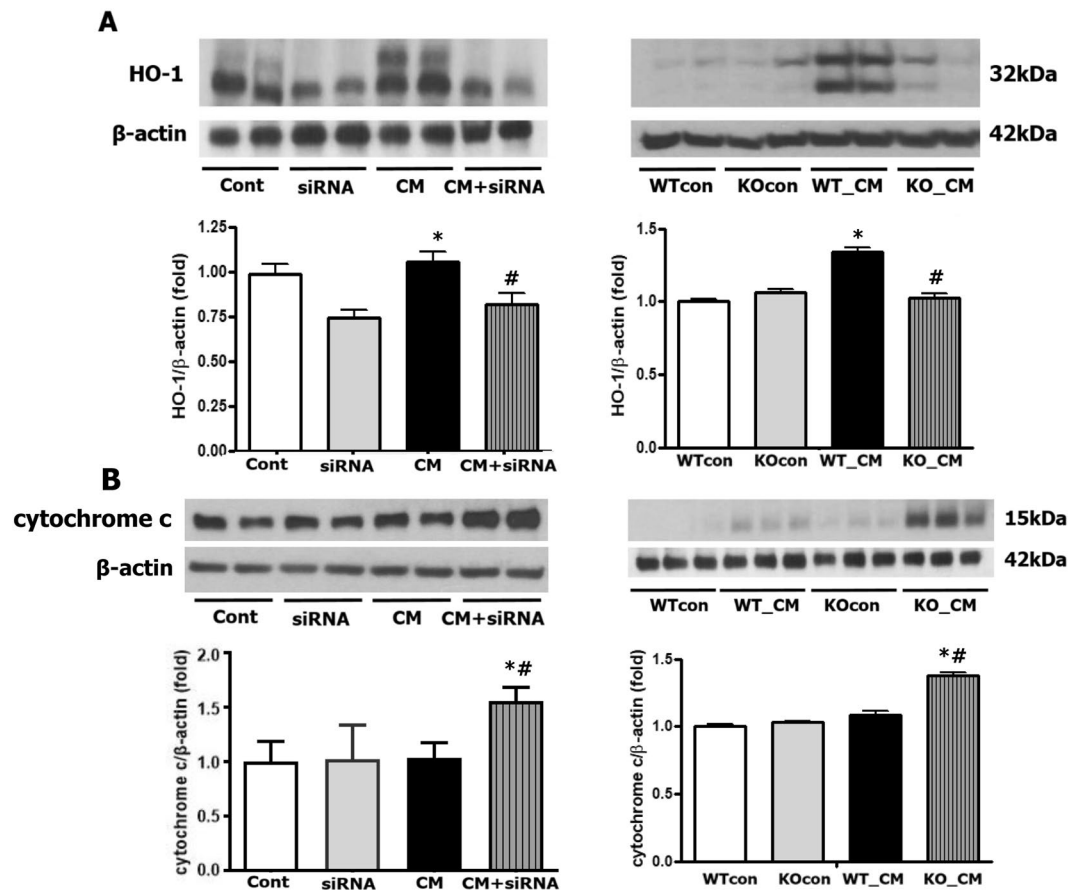 A
HO-1
32kDa
β-actin
42kDa
Cont siRNA CM CM+siRNA
WTcon KOcon WT_CM KO_CM
HO-1/β-actin (fold)
1.25
1.00
0.75
0.50
0.25
0.00
*
#
Cont siRNA CM CM+siRNA
HO-1/β-actin (fold)
1.5
1.0
0.5
0.0
*
#
WTcon KOcon WT_CM KO_CM
B
cytochrome c
15kDa
β-actin
42kDa
Cont siRNA CM CM+siRNA
WTcon WT_CM KOcon KO_CM
cytochrome c/β-actin (fold)
2.0
1.5
1.0
0.5
0.0
*#
Cont siRNA CM CM+siRNA
cytochrome c/β-actin (fold)
1.5
1.0
0.5
0.0
*#
WTcon KOcon WT_CM KO_CM